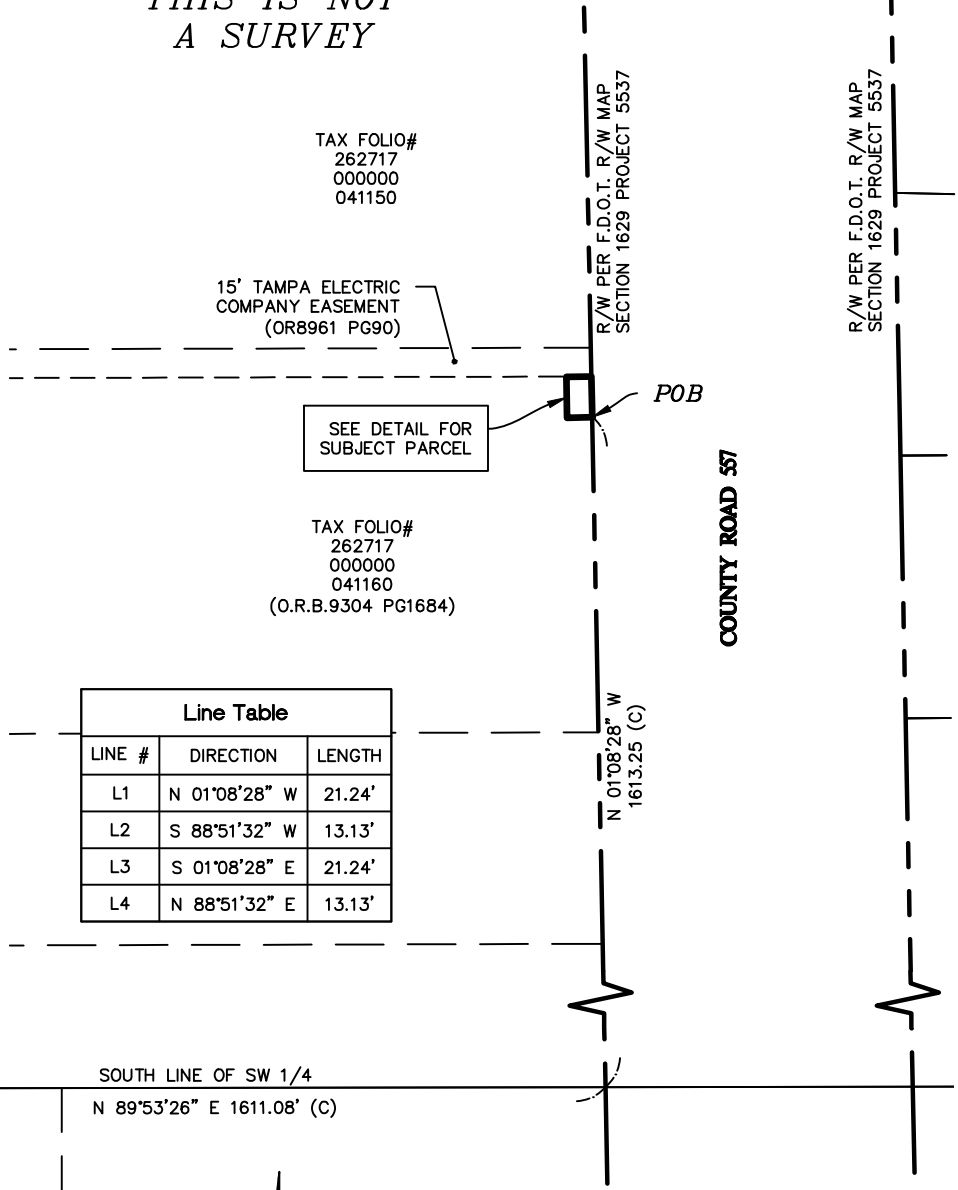 THIS IS NOT
A SURVEY
TAX FOLIO#
262717
000000
041150
R/W PER F.D.O.T. R/W MAP
SECTION 1629 PROJECT 5537
R/W PER F.D.O.T. R/W MAP
SECTION 1629 PROJECT 5537
15' TAMPA ELECTRIC
COMPANY EASEMENT
(OR8961 PG90)
POB
SEE DETAIL FOR
SUBJECT PARCEL
COUNTY ROAD 557
TAX FOLIO#
262717
000000
041160
(O.R.B.9304 PG1684)
N 01°08'28" W
1613.25 (C)
Line Table
LINE # DIRECTION LENGTH
L1 N 01°08'28" W 21.24'
L2 S 88°51'32" W 13.13'
L3 S 01°08'28" E 21.24'
L4 N 88°51'32" E 13.13'
SOUTH LINE OF SW 1/4
N 89°53'26" E 1611.08' (C)